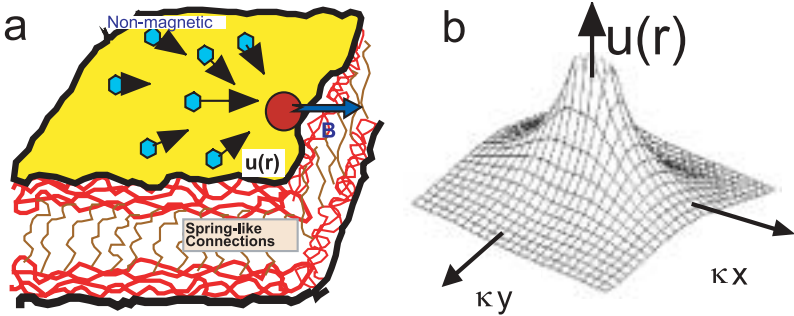 a
Non-magnetic
B
u(r)
Spring-like
Connections
b
u(r)
κy
κx